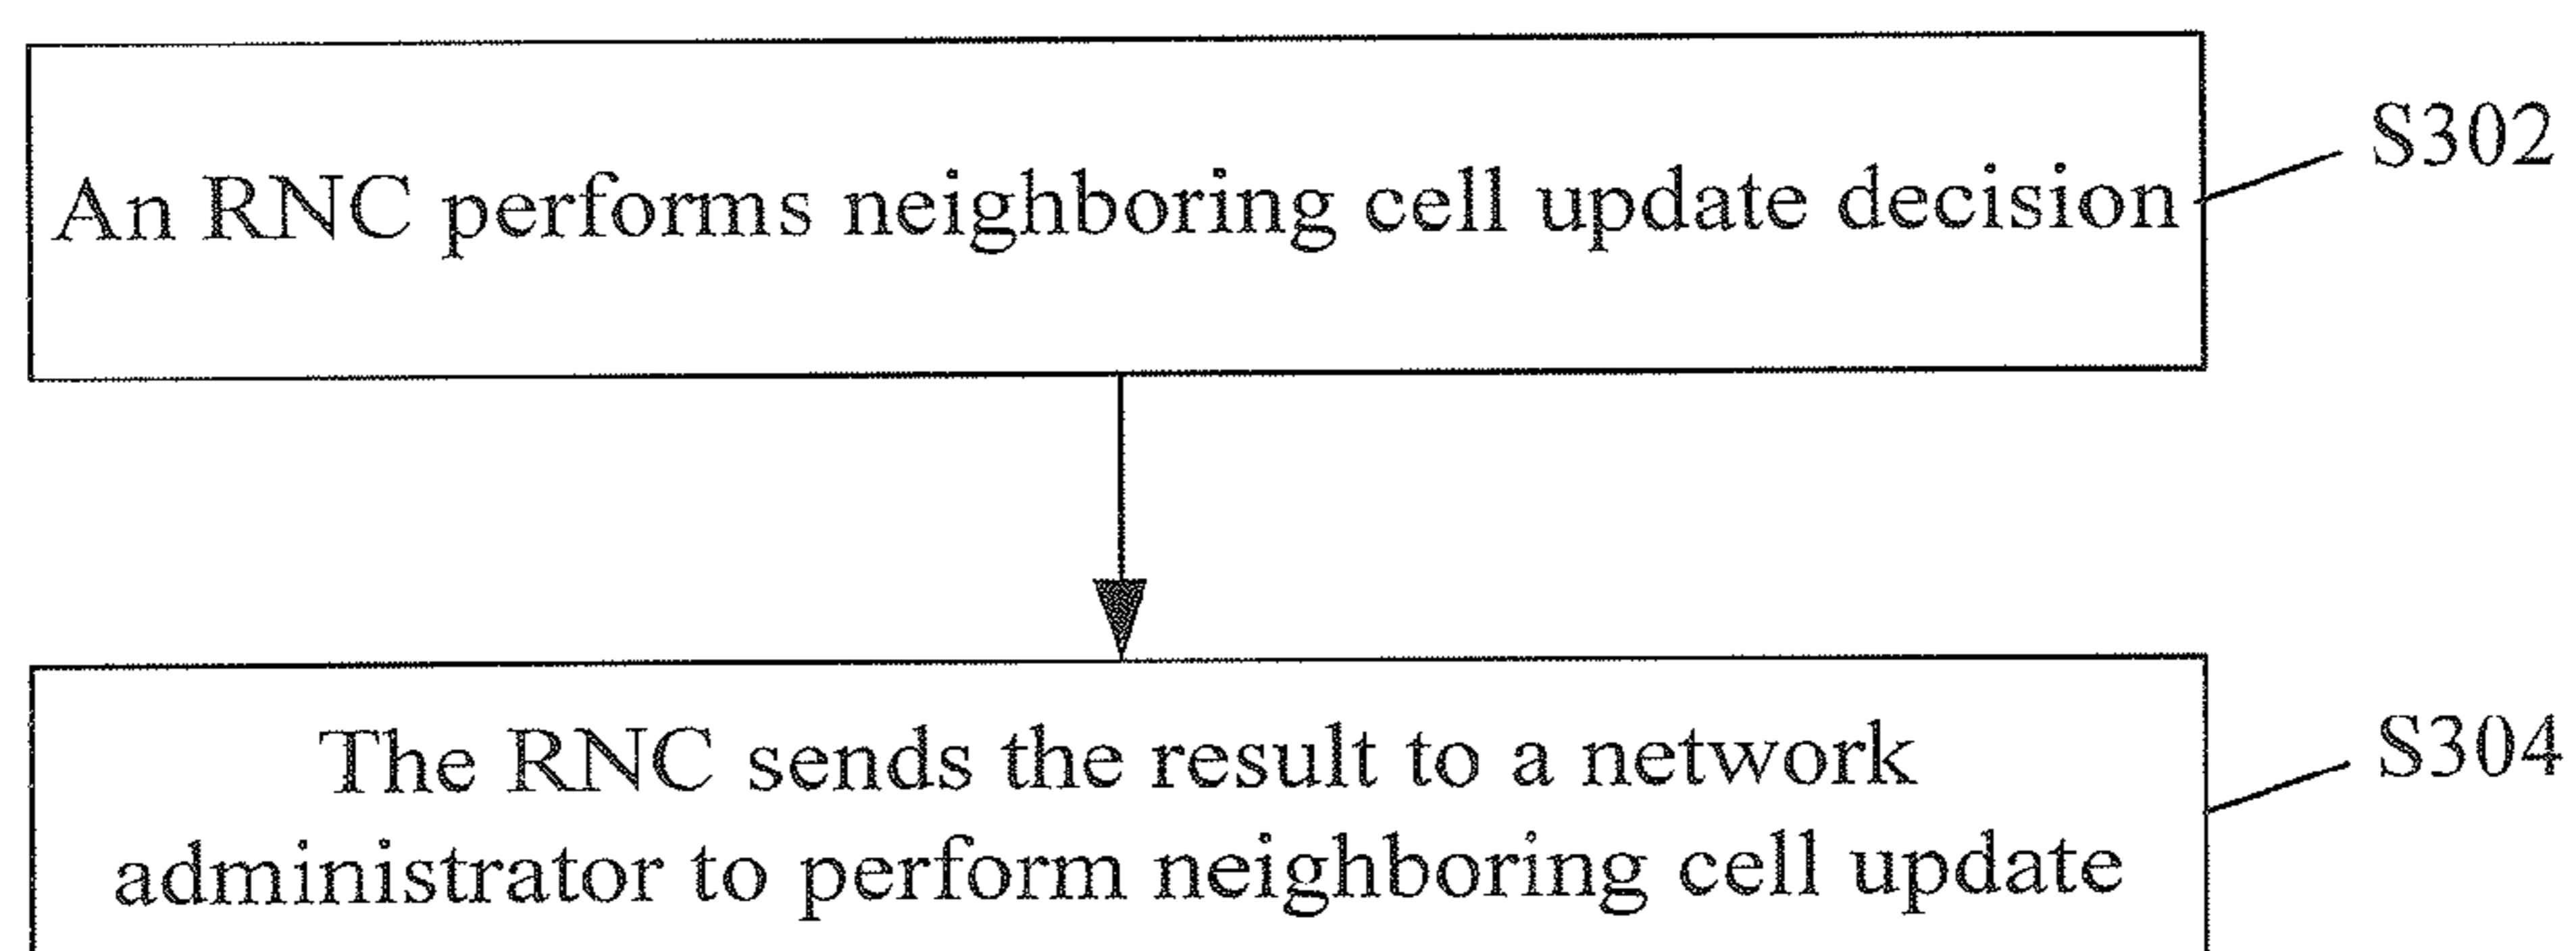 An RNC performs neighboring cell update decision
S302
The RNC sends the result to a network
administrator to perform neighboring cell update
S304